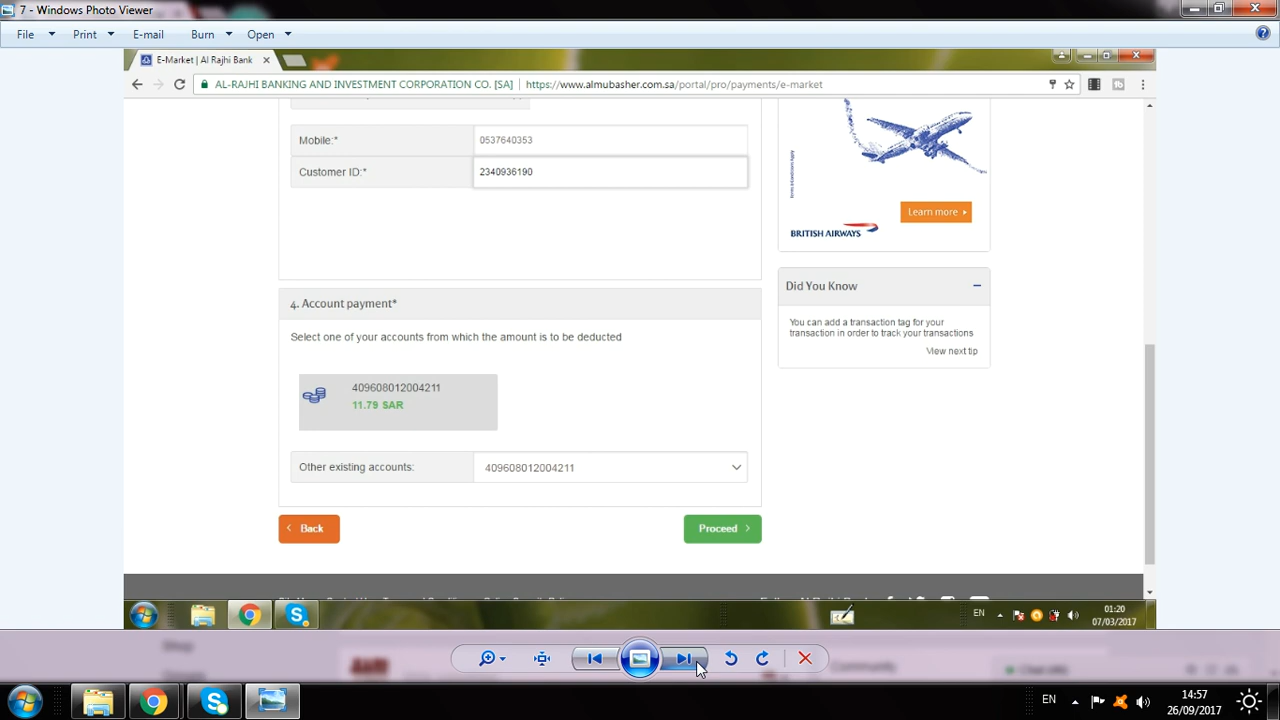 7 - Windows Photo Viewer
File Print E-mail Burn Open
E-Market | Al Rajhi Bank
AL-RAJHI BANKING AND INVESTMENT CORPORATION CO. [SA] https://www.almubasher.com.sa/portal/pro/payments/e-market
Mobile:* 0537640353
Customer ID:* 2340936190
Learn more
BRITISH AIRWAYS
4. Account payment*
Select one of your accounts from which the amount is to be deducted
409608012004211
11.79 SAR
Other existing accounts: 409608012004211
Back
Proceed
Did You Know
You can add a transaction tag for your
transaction in order to track your transactions
View next tip
EN
01:20
07/03/2017
EN
14:57
26/09/2017